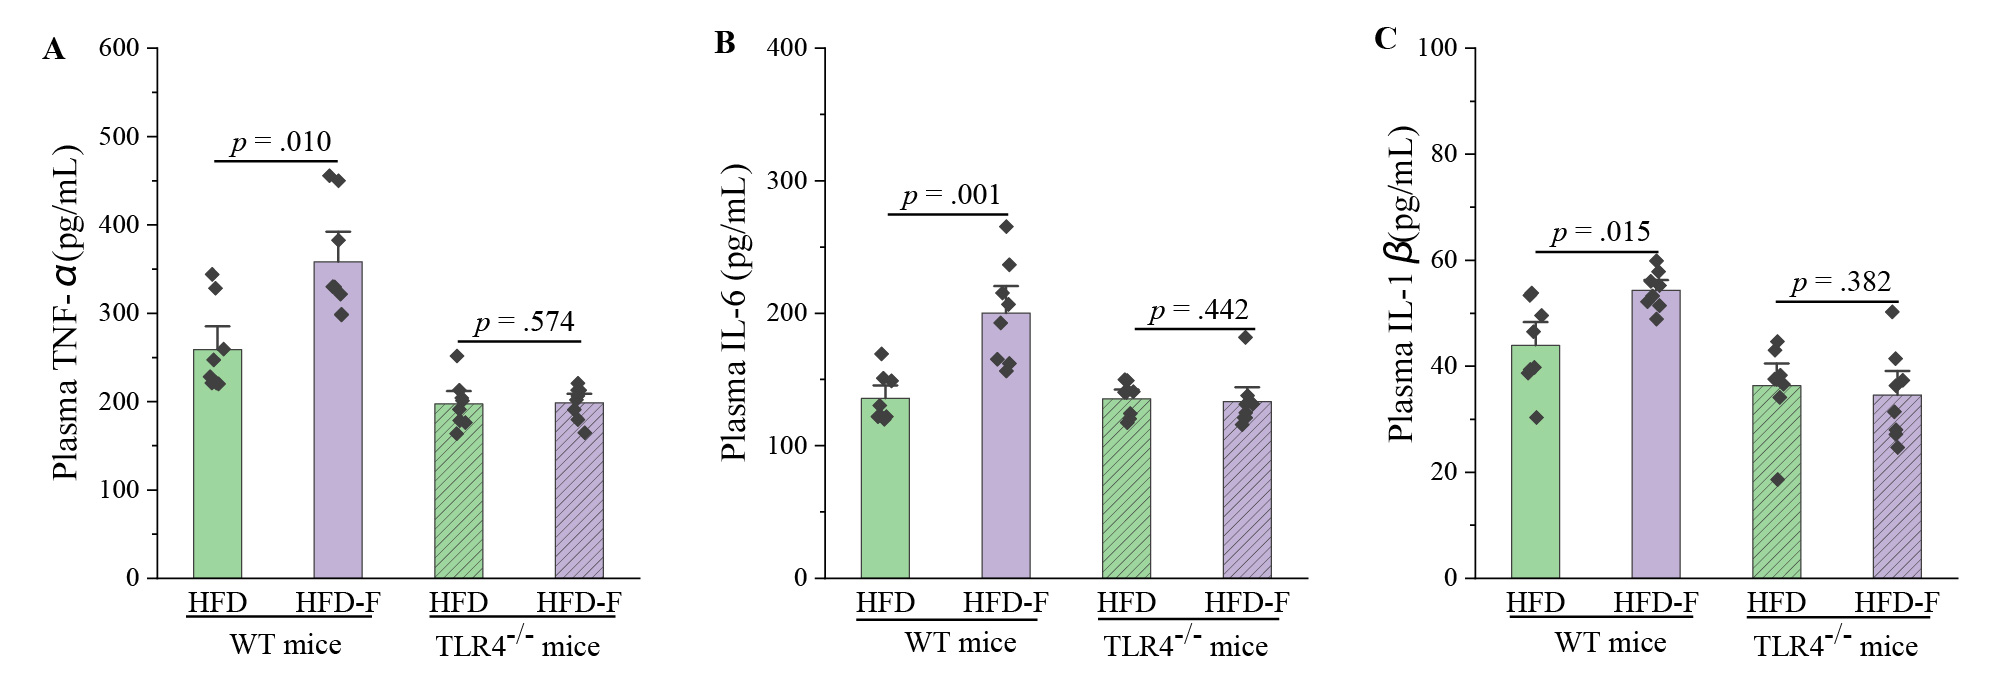 A
600
500
400
300
200
100
0
Plasma TNF-α(pg/mL)
p = .010
p = .574
HFD HFD-F HFD HFD-F
WT mice TLR4-/- mice
B
400
300
200
100
0
Plasma IL-6 (pg/mL)
p = .001
p = .442
HFD HFD-F HFD HFD-F
WT mice TLR4-/- mice
C
100
80
60
40
20
0
Plasma IL-1β(pg/mL)
p = .015
p = .382
HFD HFD-F HFD HFD-F
WT mice TLR4-/- mice